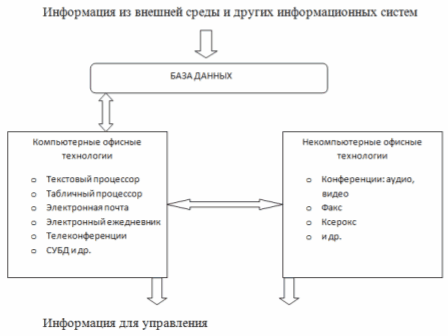 Информация из внешней среды и других информационных систем
БАЗА ДАННЫХ
Компьютерные офисные
технологии
o Текстовый процессор
o Табличный процессор
o Электронная почта
o Электронный ежедневник
o Телеконференции
o СУБД и др.
Некомпьютерные офисные
технологии
o Конференции: аудио,
видео
o Факс
o Ксерокс
o и др.
Информация для управления